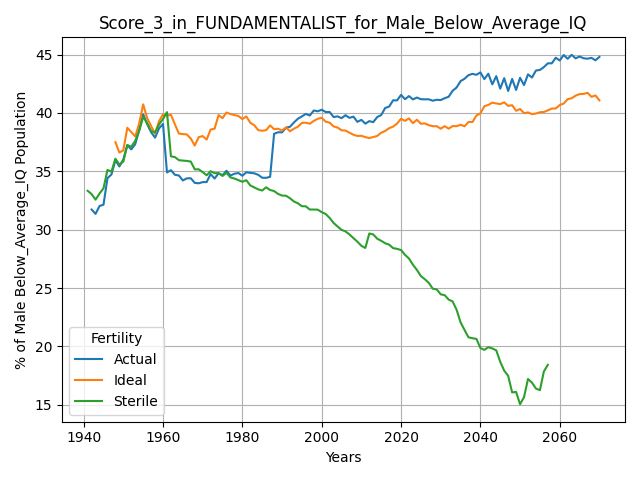 Score_3_in_FUNDAMENTALIST_for_Male_Below_Average_IQ
% of Male Below_Average_IQ Population
45
40
35
30
25
20
15
Fertility
Actual
Ideal
Sterile
1940 1960 1980 2000 2020 2040 2060
Years